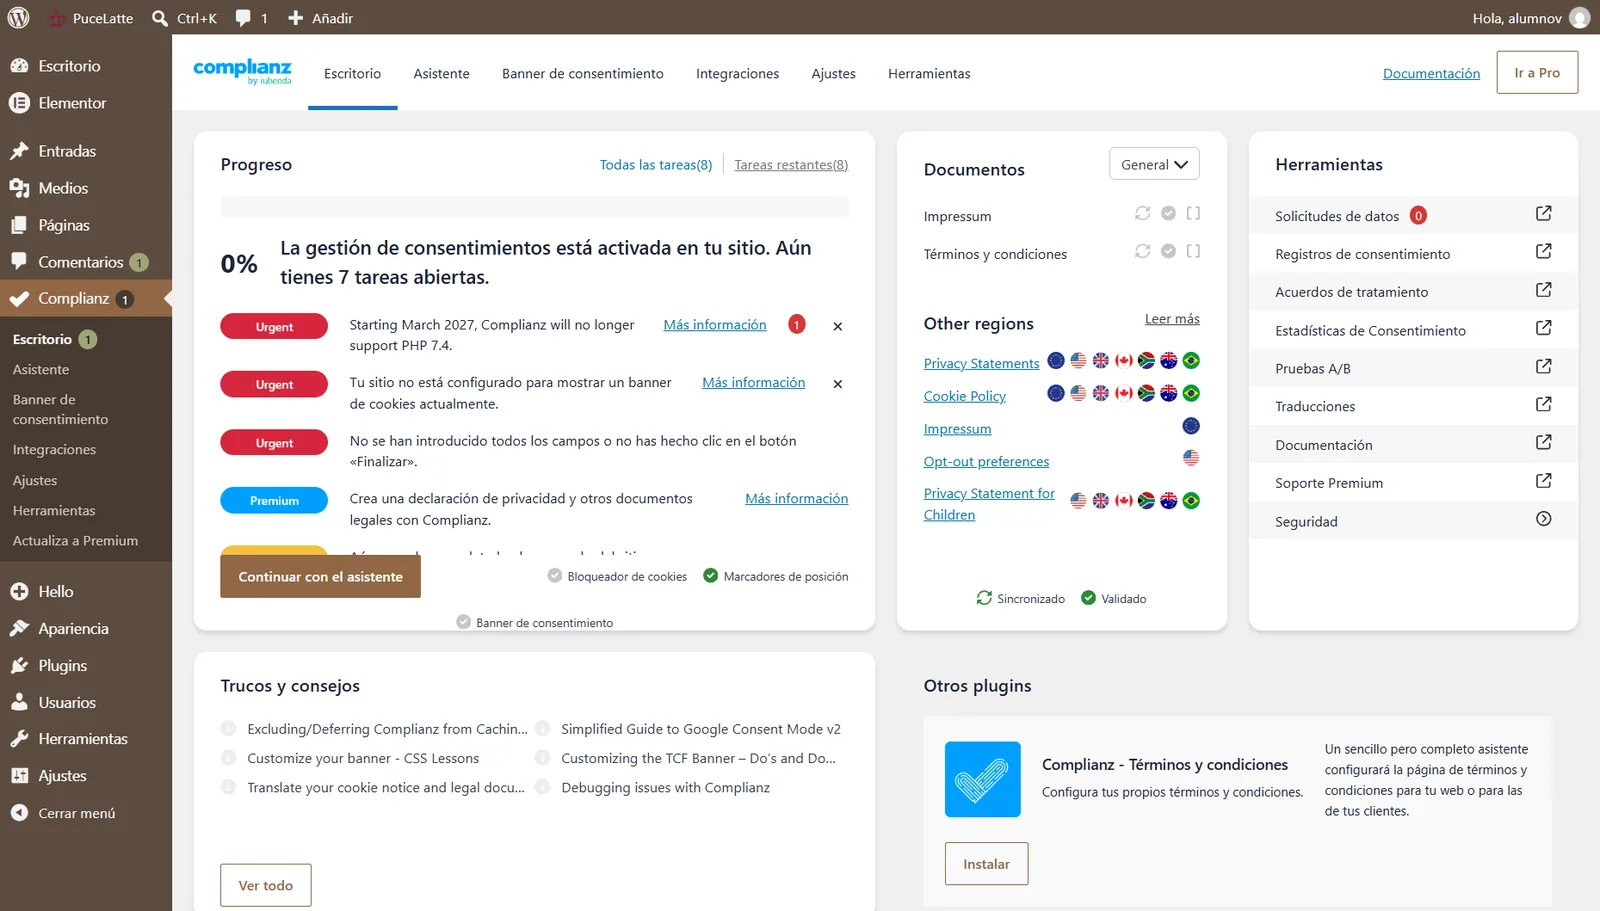 PucеLatte
Ctrl+K
1
Añadir
Hola, alumnov
Escritorio
Elementor
Entradas
Medios
Páginas
Comentarios 1
Complianz 1
Escritorio 1
Asistente
Banner de
consentimiento
Integraciones
Ajustes
Herramientas
Actualiza a Premium
Hello
Apariencia
Plugins
Usuarios
Herramientas
Ajustes
Cerrar menú
complianz
by iubenda
Escritorio
Asistente
Banner de consentimiento
Integraciones
Ajustes
Herramientas
Documentación
Ir a Pro
Progreso
Todas las tareas(8)
Tareas restantes(8)
0%
La gestión de consentimientos está activada en tu sitio. Aún
tienes 7 tareas abiertas.
Urgent
Starting March 2027, Complianz will no longer
support PHP 7.4.
Más información
1
Urgent
Tu sitio no está configurado para mostrar un banner
de cookies actualmente.
Más información
Urgent
No se han introducido todos los campos o no has hecho clic en el botón
«Finalizar».
Premium
Crea una declaración de privacidad y otros documentos
legales con Complianz.
Más información
Continuar con el asistente
Bloqueador de cookies
Marcadores de posición
Banner de consentimiento
Documentos
General
Impressum
Términos y condiciones
Other regions
Leer más
Privacy Statements
Cookie Policy
Impressum
Opt-out preferences
Privacy Statement for
Children
Sincronizado
Validado
Herramientas
Solicitudes de datos 0
Registros de consentimiento
Acuerdos de tratamiento
Estadísticas de Consentimiento
Pruebas A/B
Traducciones
Documentación
Soporte Premium
Seguridad
Trucos y consejos
Excluding/Deferring Complianz from Cachin...
Simplified Guide to Google Consent Mode v2
Customize your banner - CSS Lessons
Customizing the TCF Banner – Do's and Do...
Translate your cookie notice and legal docu...
Debugging issues with Complianz
Ver todo
Otros plugins
Complianz - Términos y condiciones
Configura tus propios términos y condiciones.
Un sencillo pero completo asistente
configurará la página de términos y
condiciones para tu web o para las
de tus clientes.
Instalar